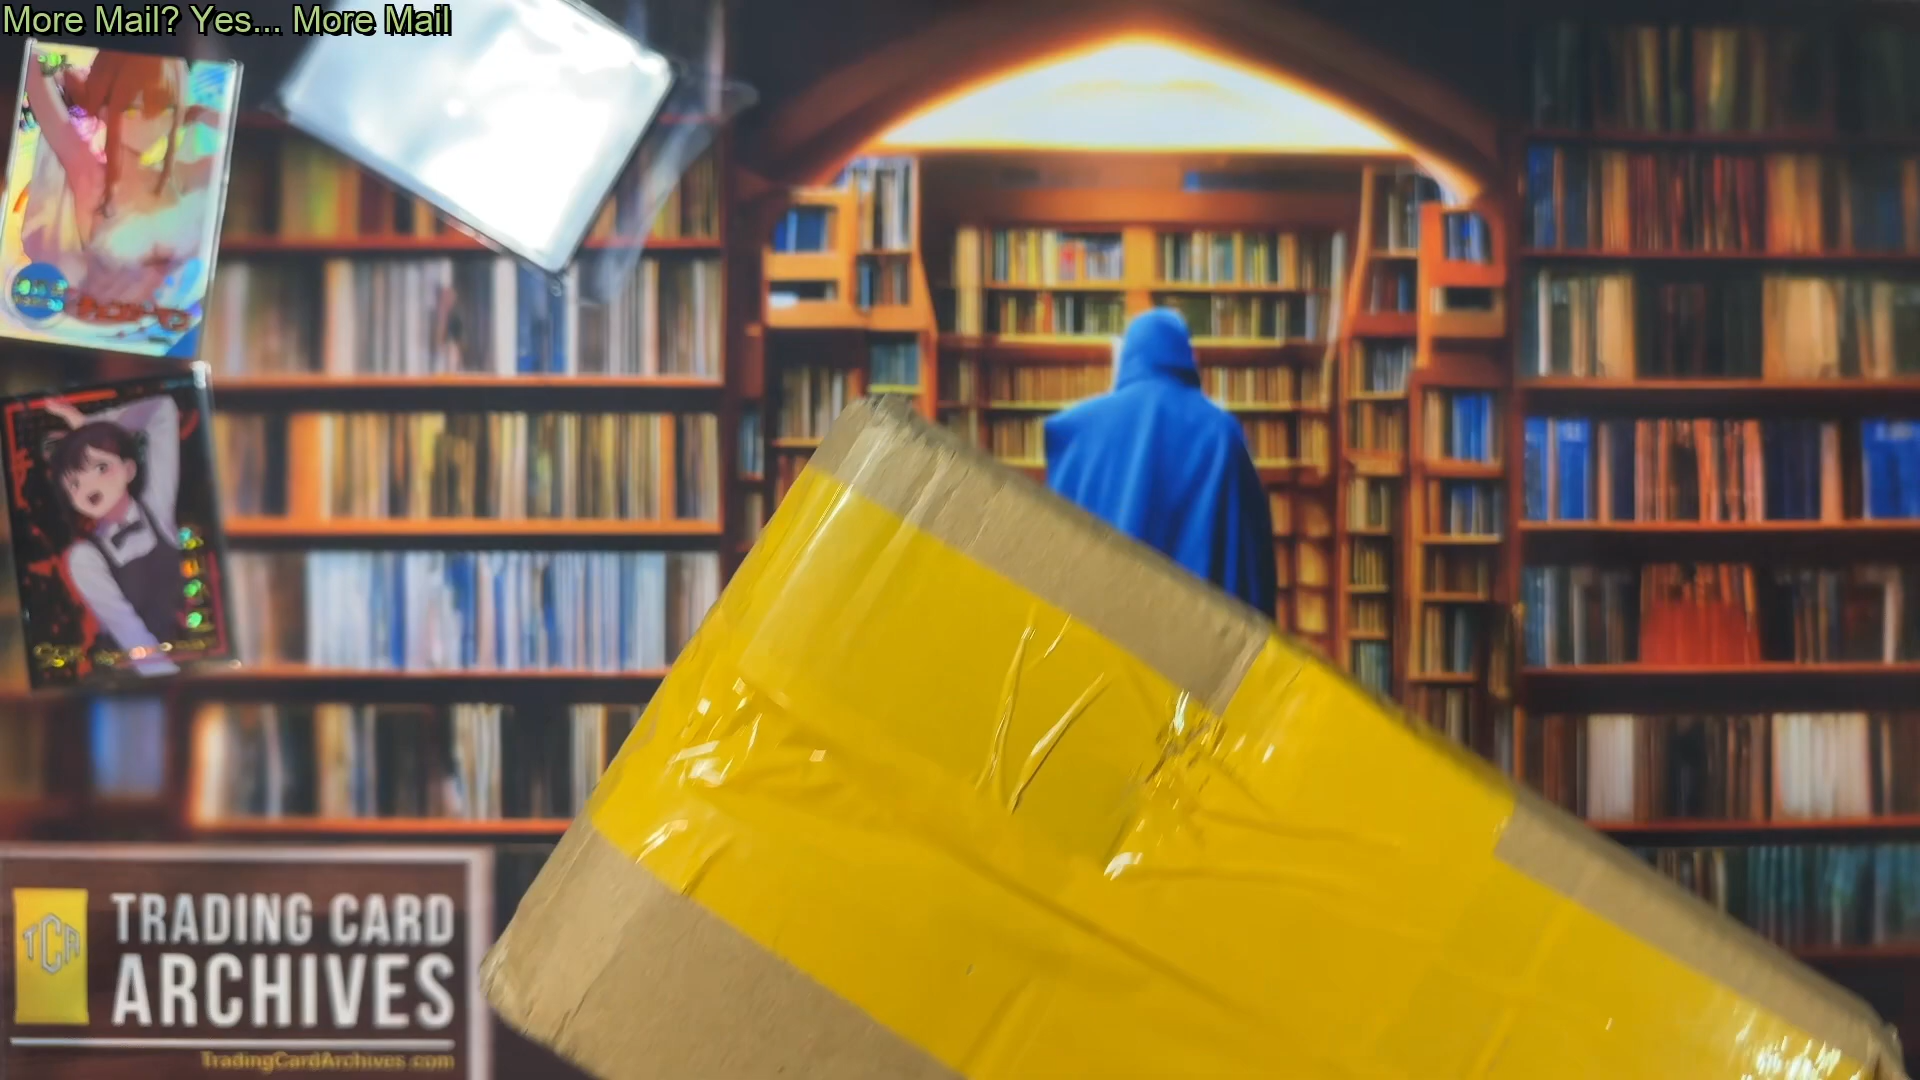 More Mail? Yes... More Mail
TCA
TRADING CARD
ARCHIVES
TradingCardArchives.com